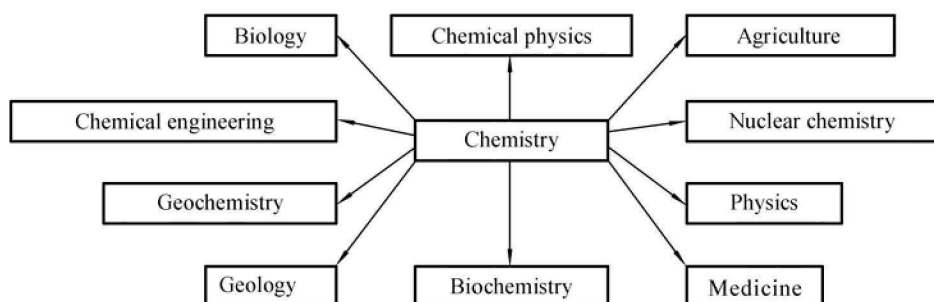 Biology
Chemical physics
Agriculture
Chemical engineering
Chemistry
Nuclear chemistry
Geochemistry
Physics
Geology
Biochemistry
Medicine